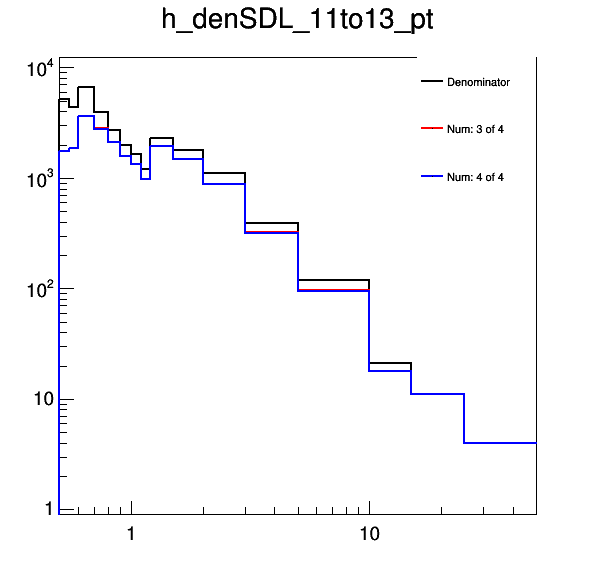 h_denSDL_11to13_pt
10^4
Denominator
Num: 3 of 4
10^3
Num: 4 of 4
10^2
10
1
1 10